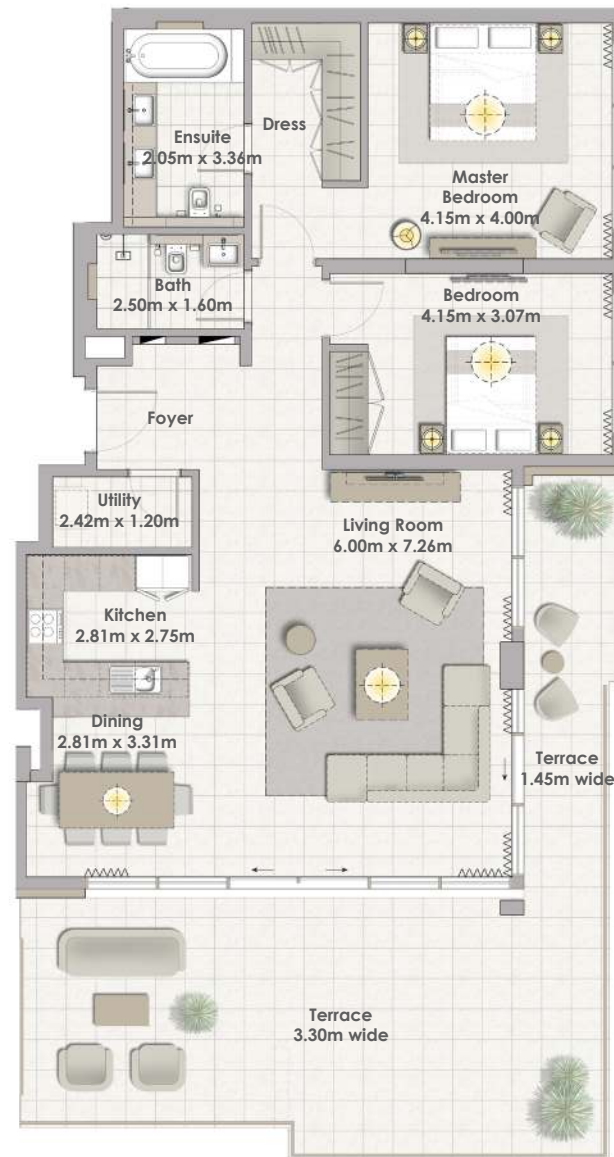 Ensuite
2.05m x 3.36m
Dress
Master
Bedroom
4.15m x 4.00m
Bath
2.50m x 1.60m
Bedroom
4.15m x 3.07m
Foyer
Utility
2.42m x 1.20m
Living Room
6.00m x 7.26m
Kitchen
2.81m x 2.75m
Dining
2.81m x 3.31m
Terrace
1.45m wide
Terrace
3.30m wide